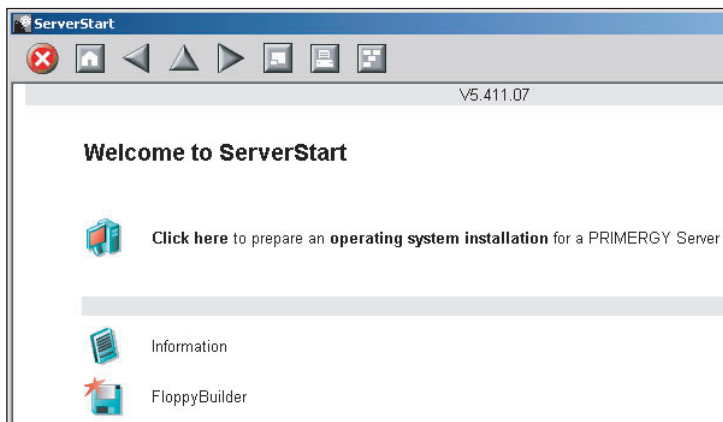 ServerStart
V5.411.07
Welcome to ServerStart
Click here to prepare an operating system installation for a PRIMERGY Server
Information
FloppyBuilder